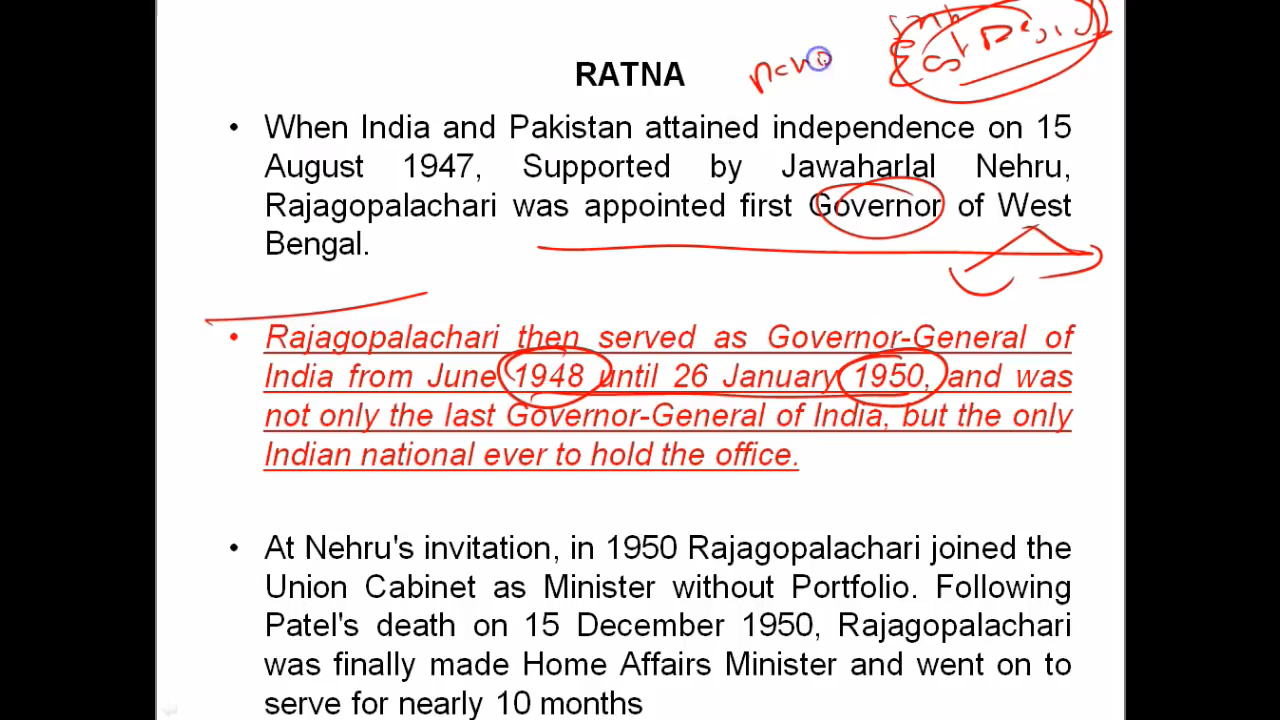 RATNA
• When India and Pakistan attained independence on 15
August 1947, Supported by Jawaharlal Nehru,
Rajagopalachari was appointed first Governor of West
Bengal.
• Rajagopalachari then served as Governor-General of
India from June 1948 until 26 January 1950, and was
not only the last Governor-General of India, but the only
Indian national ever to hold the office.
• At Nehru's invitation, in 1950 Rajagopalachari joined the
Union Cabinet as Minister without Portfolio. Following
Patel's death on 15 December 1950, Rajagopalachari
was finally made Home Affairs Minister and went on to
serve for nearly 10 months